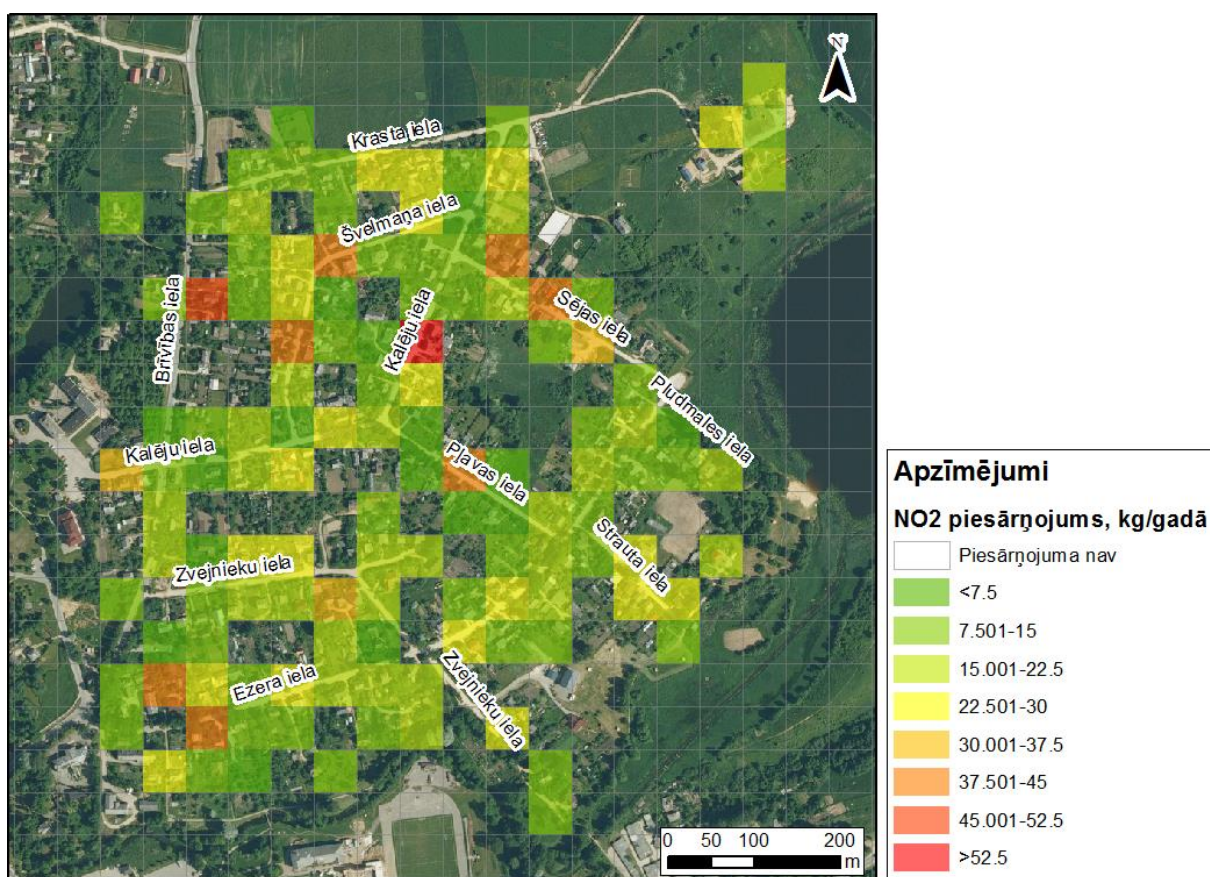 N
Krasta iela
Švelmaņa iela
Brīvības iela
Kalēju iela
Sējas iela
Pludmales iela
Kalēju iela
Pļavas iela
Strauta iela
Zvejnieku iela
Ezera iela
Zvejnieku iela
0 50 100 200
m
Apzīmējumi
NO2 piesārņojums, kg/gadā
Piesārņojuma nav
<7.5
7.501-15
15.001-22.5
22.501-30
30.001-37.5
37.501-45
45.001-52.5
>52.5